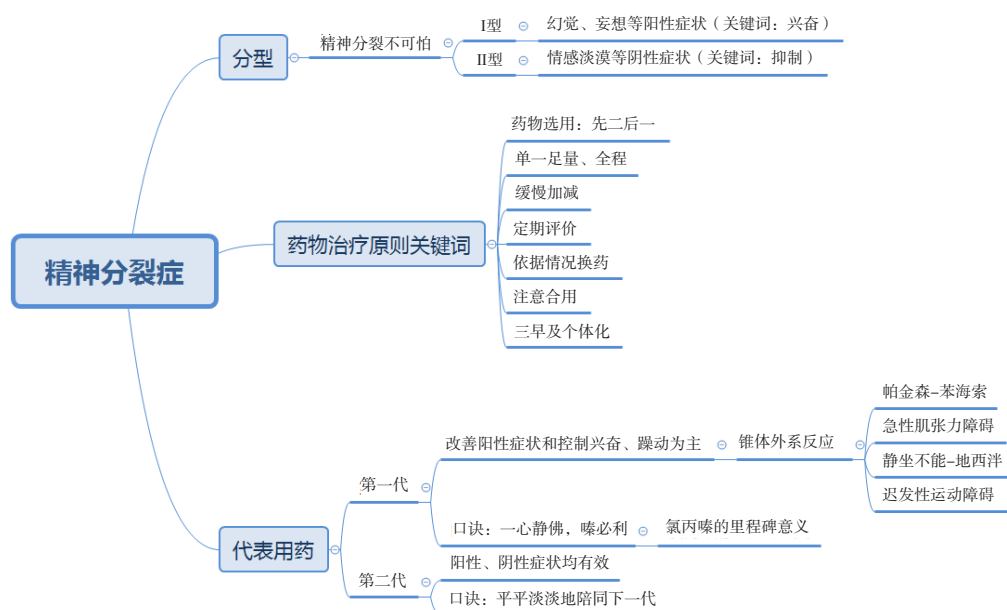 精神分裂症
分型
精神分裂不可怕
I型
幻觉、妄想等阳性症状（关键词：兴奋）
II型
情感淡漠等阴性症状（关键词：抑制）
药物治疗原则关键词
药物选用：先二后一
单一足量、全程
缓慢加减
定期评价
依据情况换药
注意合用
三早及个体化
代表用药
第一代
改善阳性症状和控制兴奋、躁动为主
锥体外系反应
帕金森-苯海索
急性肌张力障碍
静坐不能-地西泮
迟发性运动障碍
口诀：一心静佛，嗪必利
氯丙嗪的里程碑意义
第二代
阳性、阴性症状均有效
口诀：平平淡淡地陪同下一代